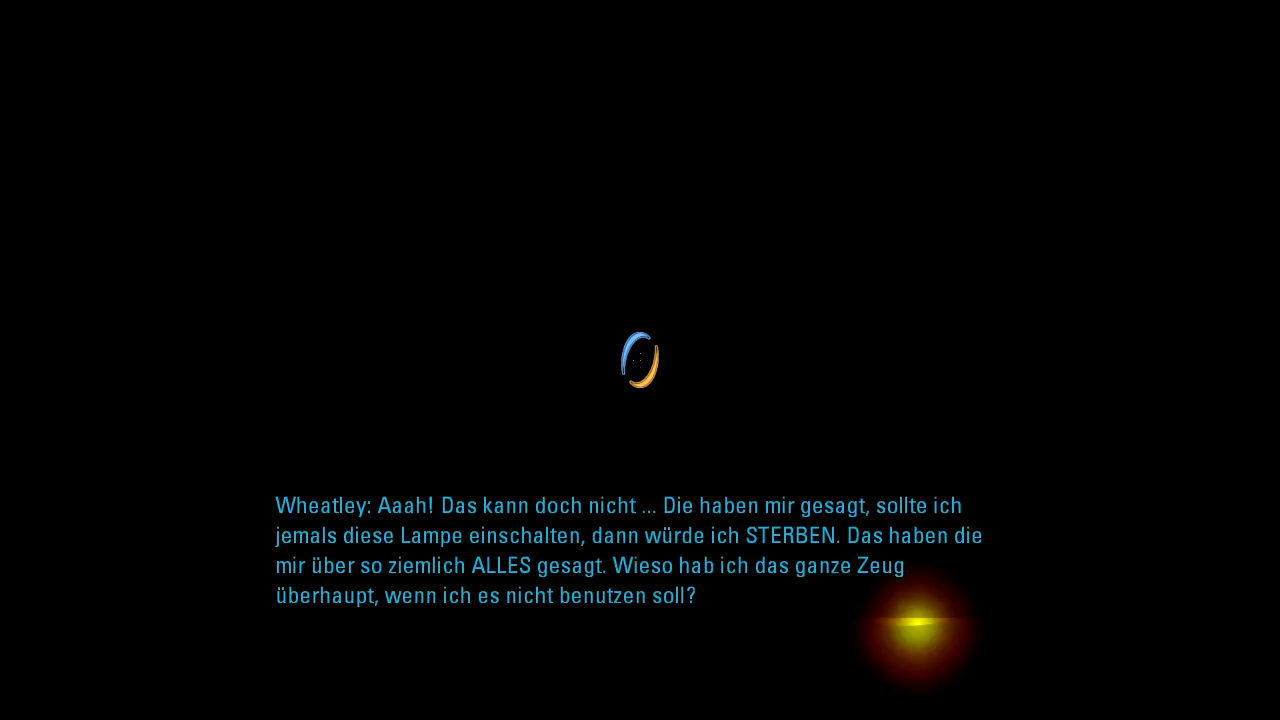 Wheatley: Aaah! Das kann doch nicht ... Die haben mir gesagt, sollte ich
jemals diese Lampe einschalten, dann würde ich STERBEN. Das haben die
mir über so ziemlich ALLES gesagt. Wieso hab ich das ganze Zeug
überhaupt, wenn ich es nicht benutzen soll?